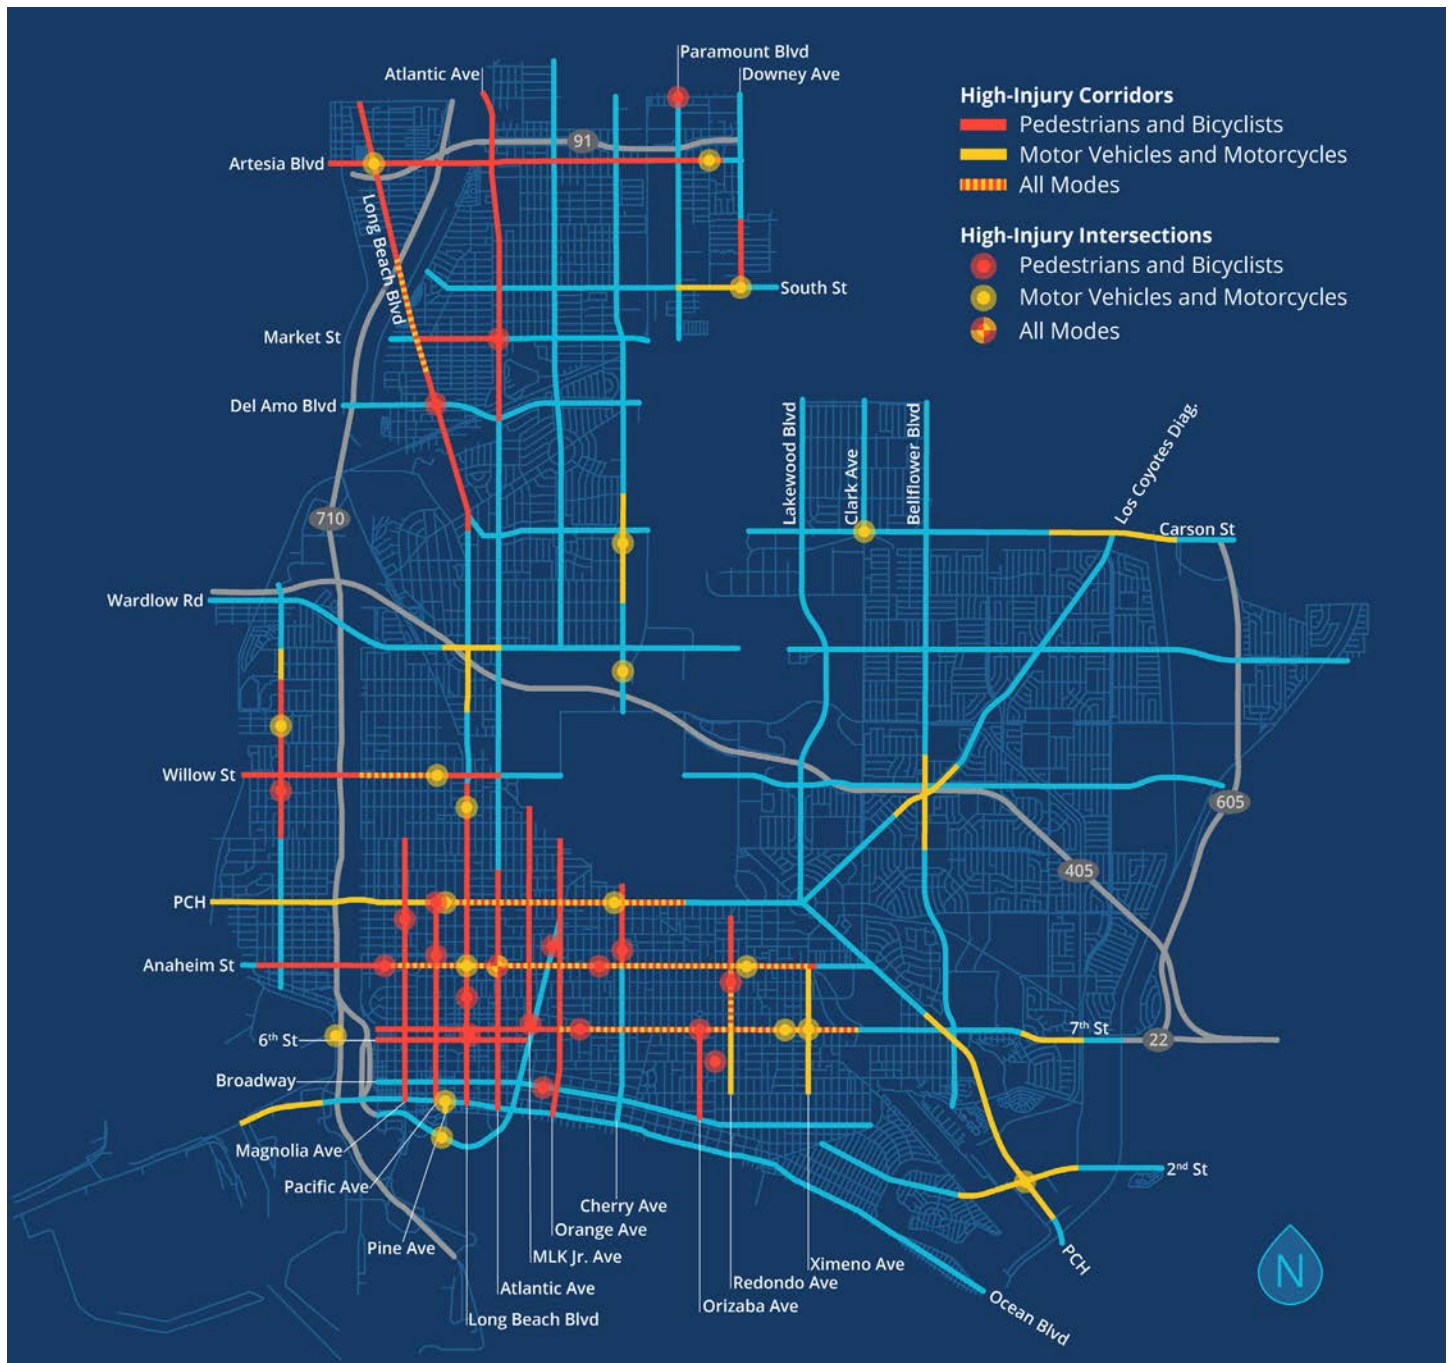 Paramount Blvd
Atlantic Ave
Downey Ave
High-Injury Corridors
Pedestrians and Bicyclists
Motor Vehicles and Motorcycles
All Modes
High-Injury Intersections
Pedestrians and Bicyclists
Motor Vehicles and Motorcycles
All Modes
91
Artesia Blvd
Long Beach Blvd
South St
Market St
Del Amo Blvd
Lakewood Blvd
Clark Ave
Bellflower Blvd
Los Coyotes Diag.
Carson St
710
Wardlow Rd
Willow St
605
405
PCH
Anaheim St
6th St
7th St
22
Broadway
Magnolia Ave
2nd St
Pacific Ave
Cherry Ave
Orange Ave
Pine Ave
MLK Jr. Ave
Ximeno Ave
PCH
Redondo Ave
Atlantic Ave
Orizaba Ave
Ocean Blvd
Long Beach Blvd
N